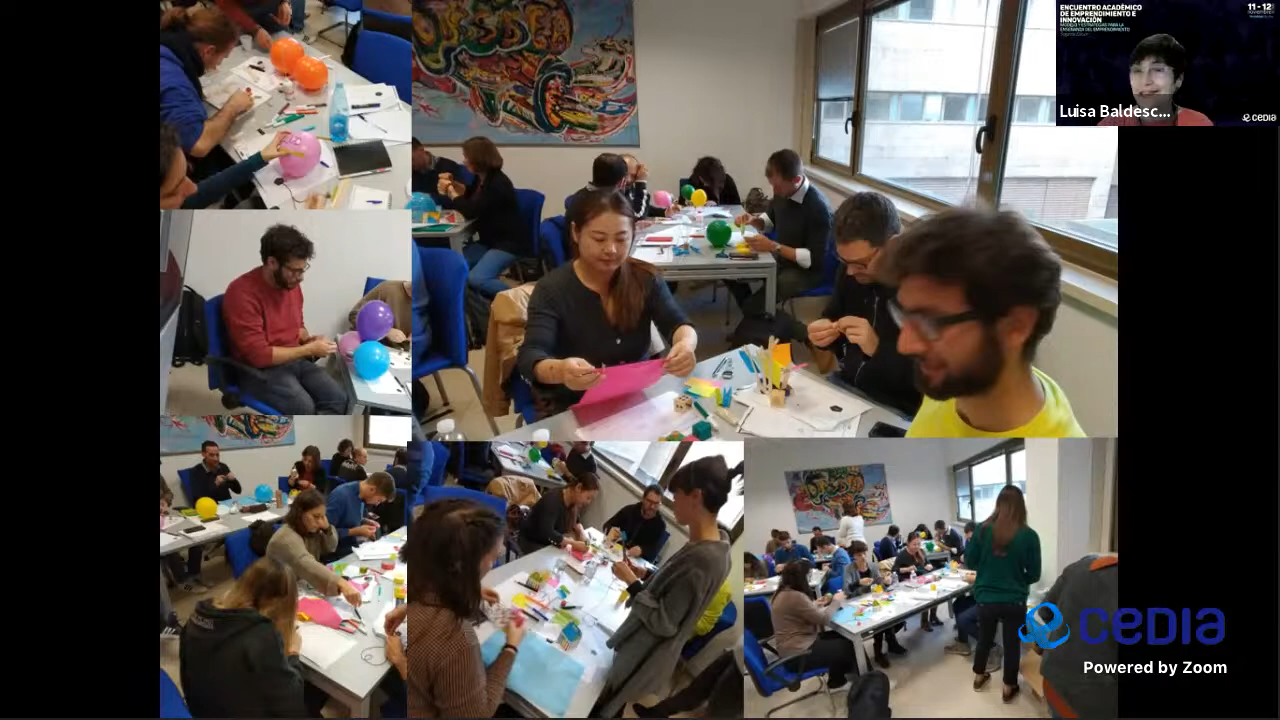 ENCUENTRO ACADÉMICO
DE EMPRENDIMIENTO E
INNOVACIÓN
11-12
Luisa Baldesc...
CEDIA
CEDIA
Powered by Zoom